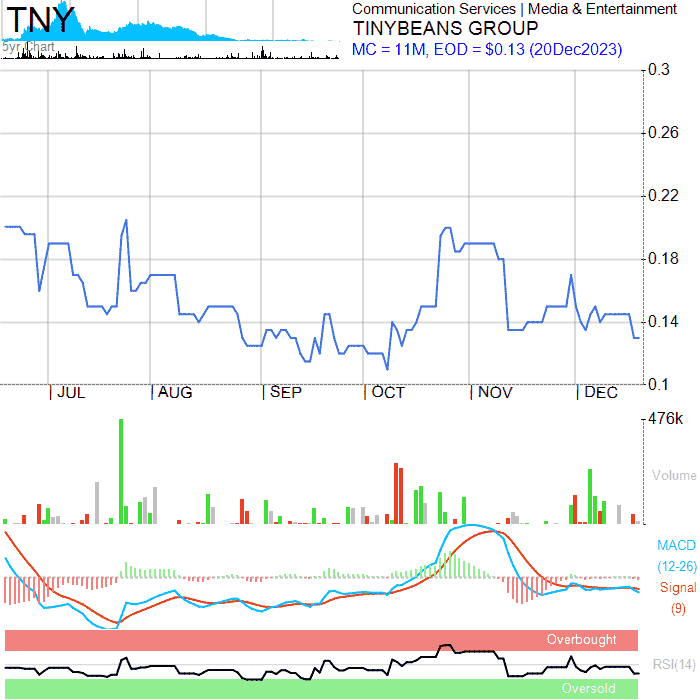 TNY
5yr Chart
Communication Services | Media & Entertainment
TINYBEANS GROUP
MC = 11M, EOD = $0.13 (20Dec2023)
0.3
0.26
0.22
0.18
0.14
0.1
JUL AUG SEP OCT NOV DEC
476k
Volume
MACD
(12-26)
Signal
(9)
Overbought
RSI(14)
Oversold